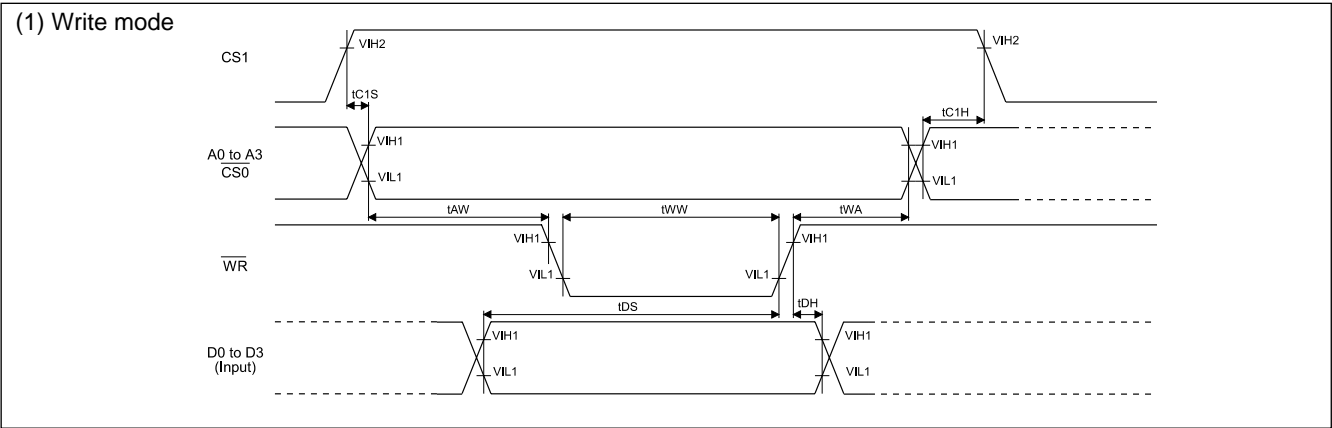 (1) Write mode
CS1
VIH2
VIH2
tC1S
tC1H
A0 to A3
CS0
VIH1
VIL1
VIH1
VIL1
tAW
tWW
tWA
WR
VIH1
VIL1
VIL1
VIH1
tDS
tDH
D0 to D3
(Input)
VIH1
VIL1
VIH1
VIL1